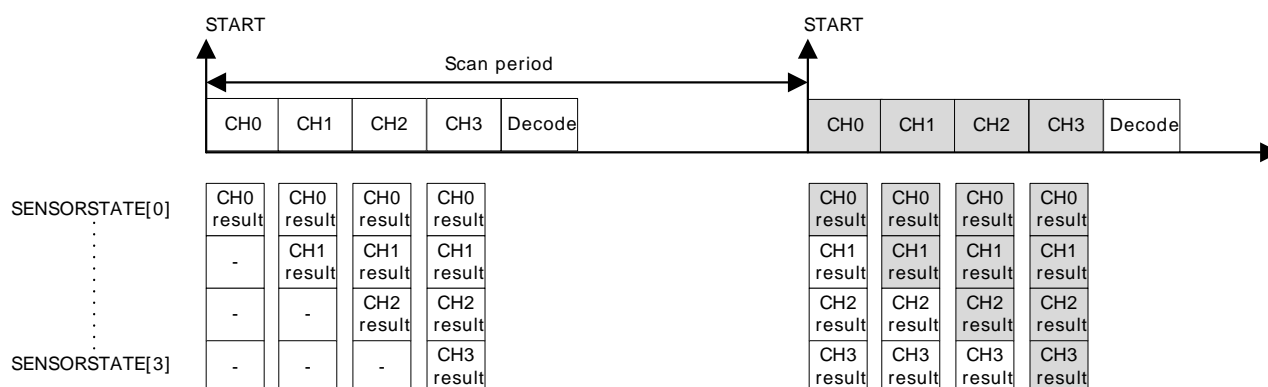 START START
Scan period
CH0 CH1 CH2 CH3 Decode CH0 CH1 CH2 CH3 Decode
SENSORSTATE[0]
CH0 CH0 CH0 CH0 CH0 CH0 CH0 CH0
result result result result result result result result
- CH1 CH1 CH1 CH1 CH1 CH1 CH1
result result result result result result result
- - CH2 CH2 CH2 CH2 CH2 CH2
result result result result result result
SENSORSTATE[3]
- - - CH3 CH3 CH3 CH3 CH3
result result result result result